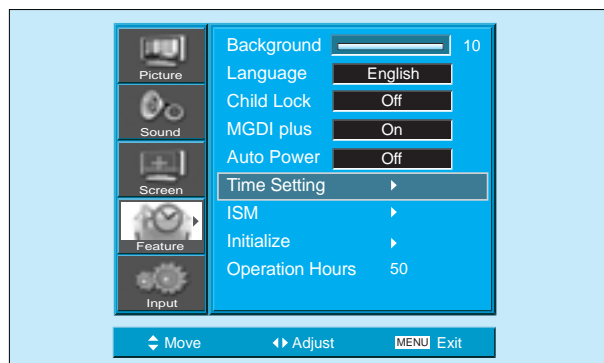 Picture
Sound
Screen
Feature
Input
Background 10
Language English
Child Lock Off
MGDI plus On
Auto Power Off
Time Setting
ISM
Initialize
Operation Hours 50
Move Adjust MENU Exit